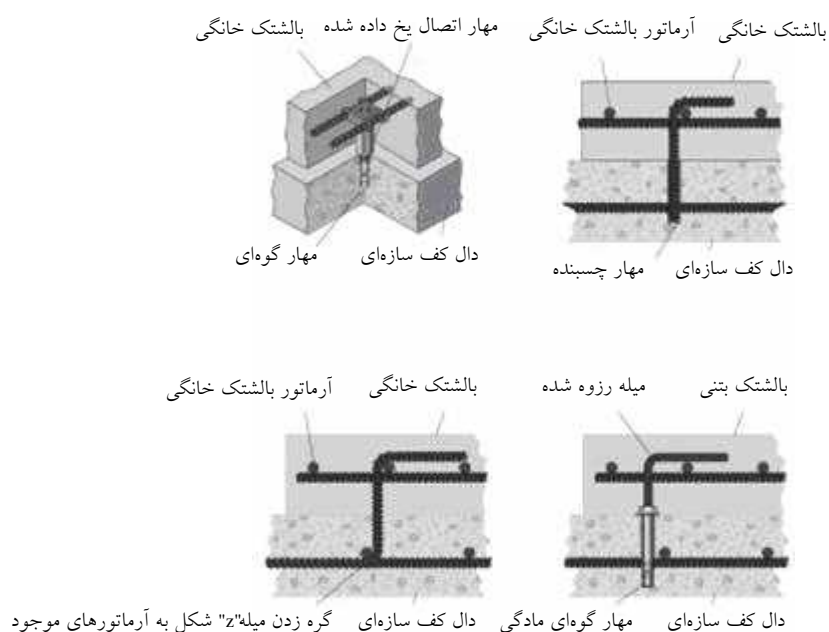 بالشتک خانگی   آرماتور بالشتک خانگی   مهار اتصال یخ داده شده   بالشتک خانگی
دال کف سازه‌ای   مهار چسبنده   دال کف سازه‌ای   مهار گوه‌ای
بالشتک بتنی   میله رزوه شده   بالشتک خانگی   آرماتور بالشتک خانگی
دال کف سازه‌ای   مهار گوه‌ای مادگی   دال کف سازه‌ای   گره زدن میله"z" شکل به آرماتورهای موجود